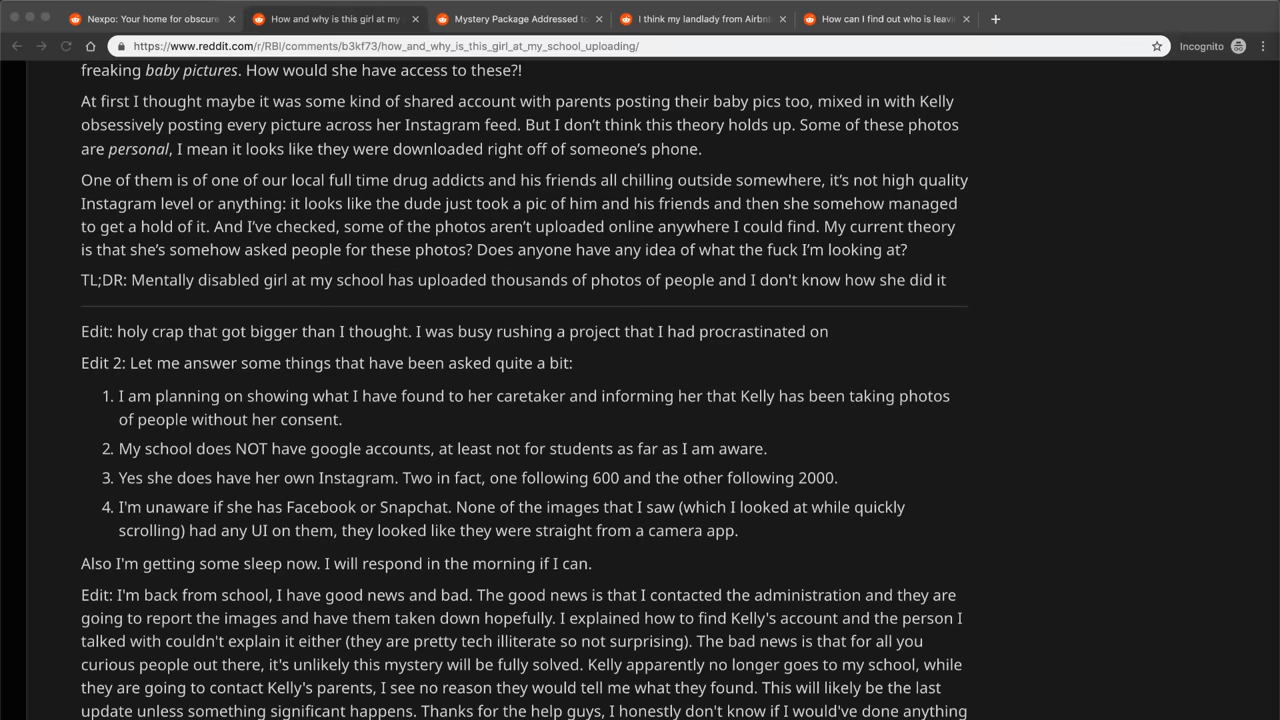 Nexpo: Your home for obscure
How and why is this girl at my
Mystery Package Addressed to
I think my landlady from Airbnb
How can I find out who is leavi
https://www.reddit.com/r/RBI/comments/b3kf73/how_and_why_is_this_girl_at_my_school_uploading/
Incognito
freaking baby pictures. How would she have access to these?!
At first I thought maybe it was some kind of shared account with parents posting their baby pics too, mixed in with Kelly
obsessively posting every picture across her Instagram feed. But I don’t think this theory holds up. Some of these photos
are personal, I mean it looks like they were downloaded right off of someone’s phone.
One of them is of one of our local full time drug addicts and his friends all chilling outside somewhere, it’s not high quality
Instagram level or anything: it looks like the dude just took a pic of him and his friends and then she somehow managed
to get a hold of it. And I’ve checked, some of the photos aren’t uploaded online anywhere I could find. My current theory
is that she’s somehow asked people for these photos? Does anyone have any idea of what the fuck I’m looking at?
TL;DR: Mentally disabled girl at my school has uploaded thousands of photos of people and I don't know how she did it
Edit: holy crap that got bigger than I thought. I was busy rushing a project that I had procrastinated on
Edit 2: Let me answer some things that have been asked quite a bit:
1. I am planning on showing what I have found to her caretaker and informing her that Kelly has been taking photos
of people without her consent.
2. My school does NOT have google accounts, at least not for students as far as I am aware.
3. Yes she does have her own Instagram. Two in fact, one following 600 and the other following 2000.
4. I'm unaware if she has Facebook or Snapchat. None of the images that I saw (which I looked at while quickly
scrolling) had any UI on them, they looked like they were straight from a camera app.
Also I'm getting some sleep now. I will respond in the morning if I can.
Edit: I'm back from school, I have good news and bad. The good news is that I contacted the administration and they are
going to report the images and have them taken down hopefully. I explained how to find Kelly's account and the person I
talked with couldn't explain it either (they are pretty tech illiterate so not surprising). The bad news is that for all you
curious people out there, it's unlikely this mystery will be fully solved. Kelly apparently no longer goes to my school, while
they are going to contact Kelly's parents, I see no reason they would tell me what they found. This will likely be the last
update unless something significant happens. Thanks for the help guys, I honestly don't know if I would've done anything